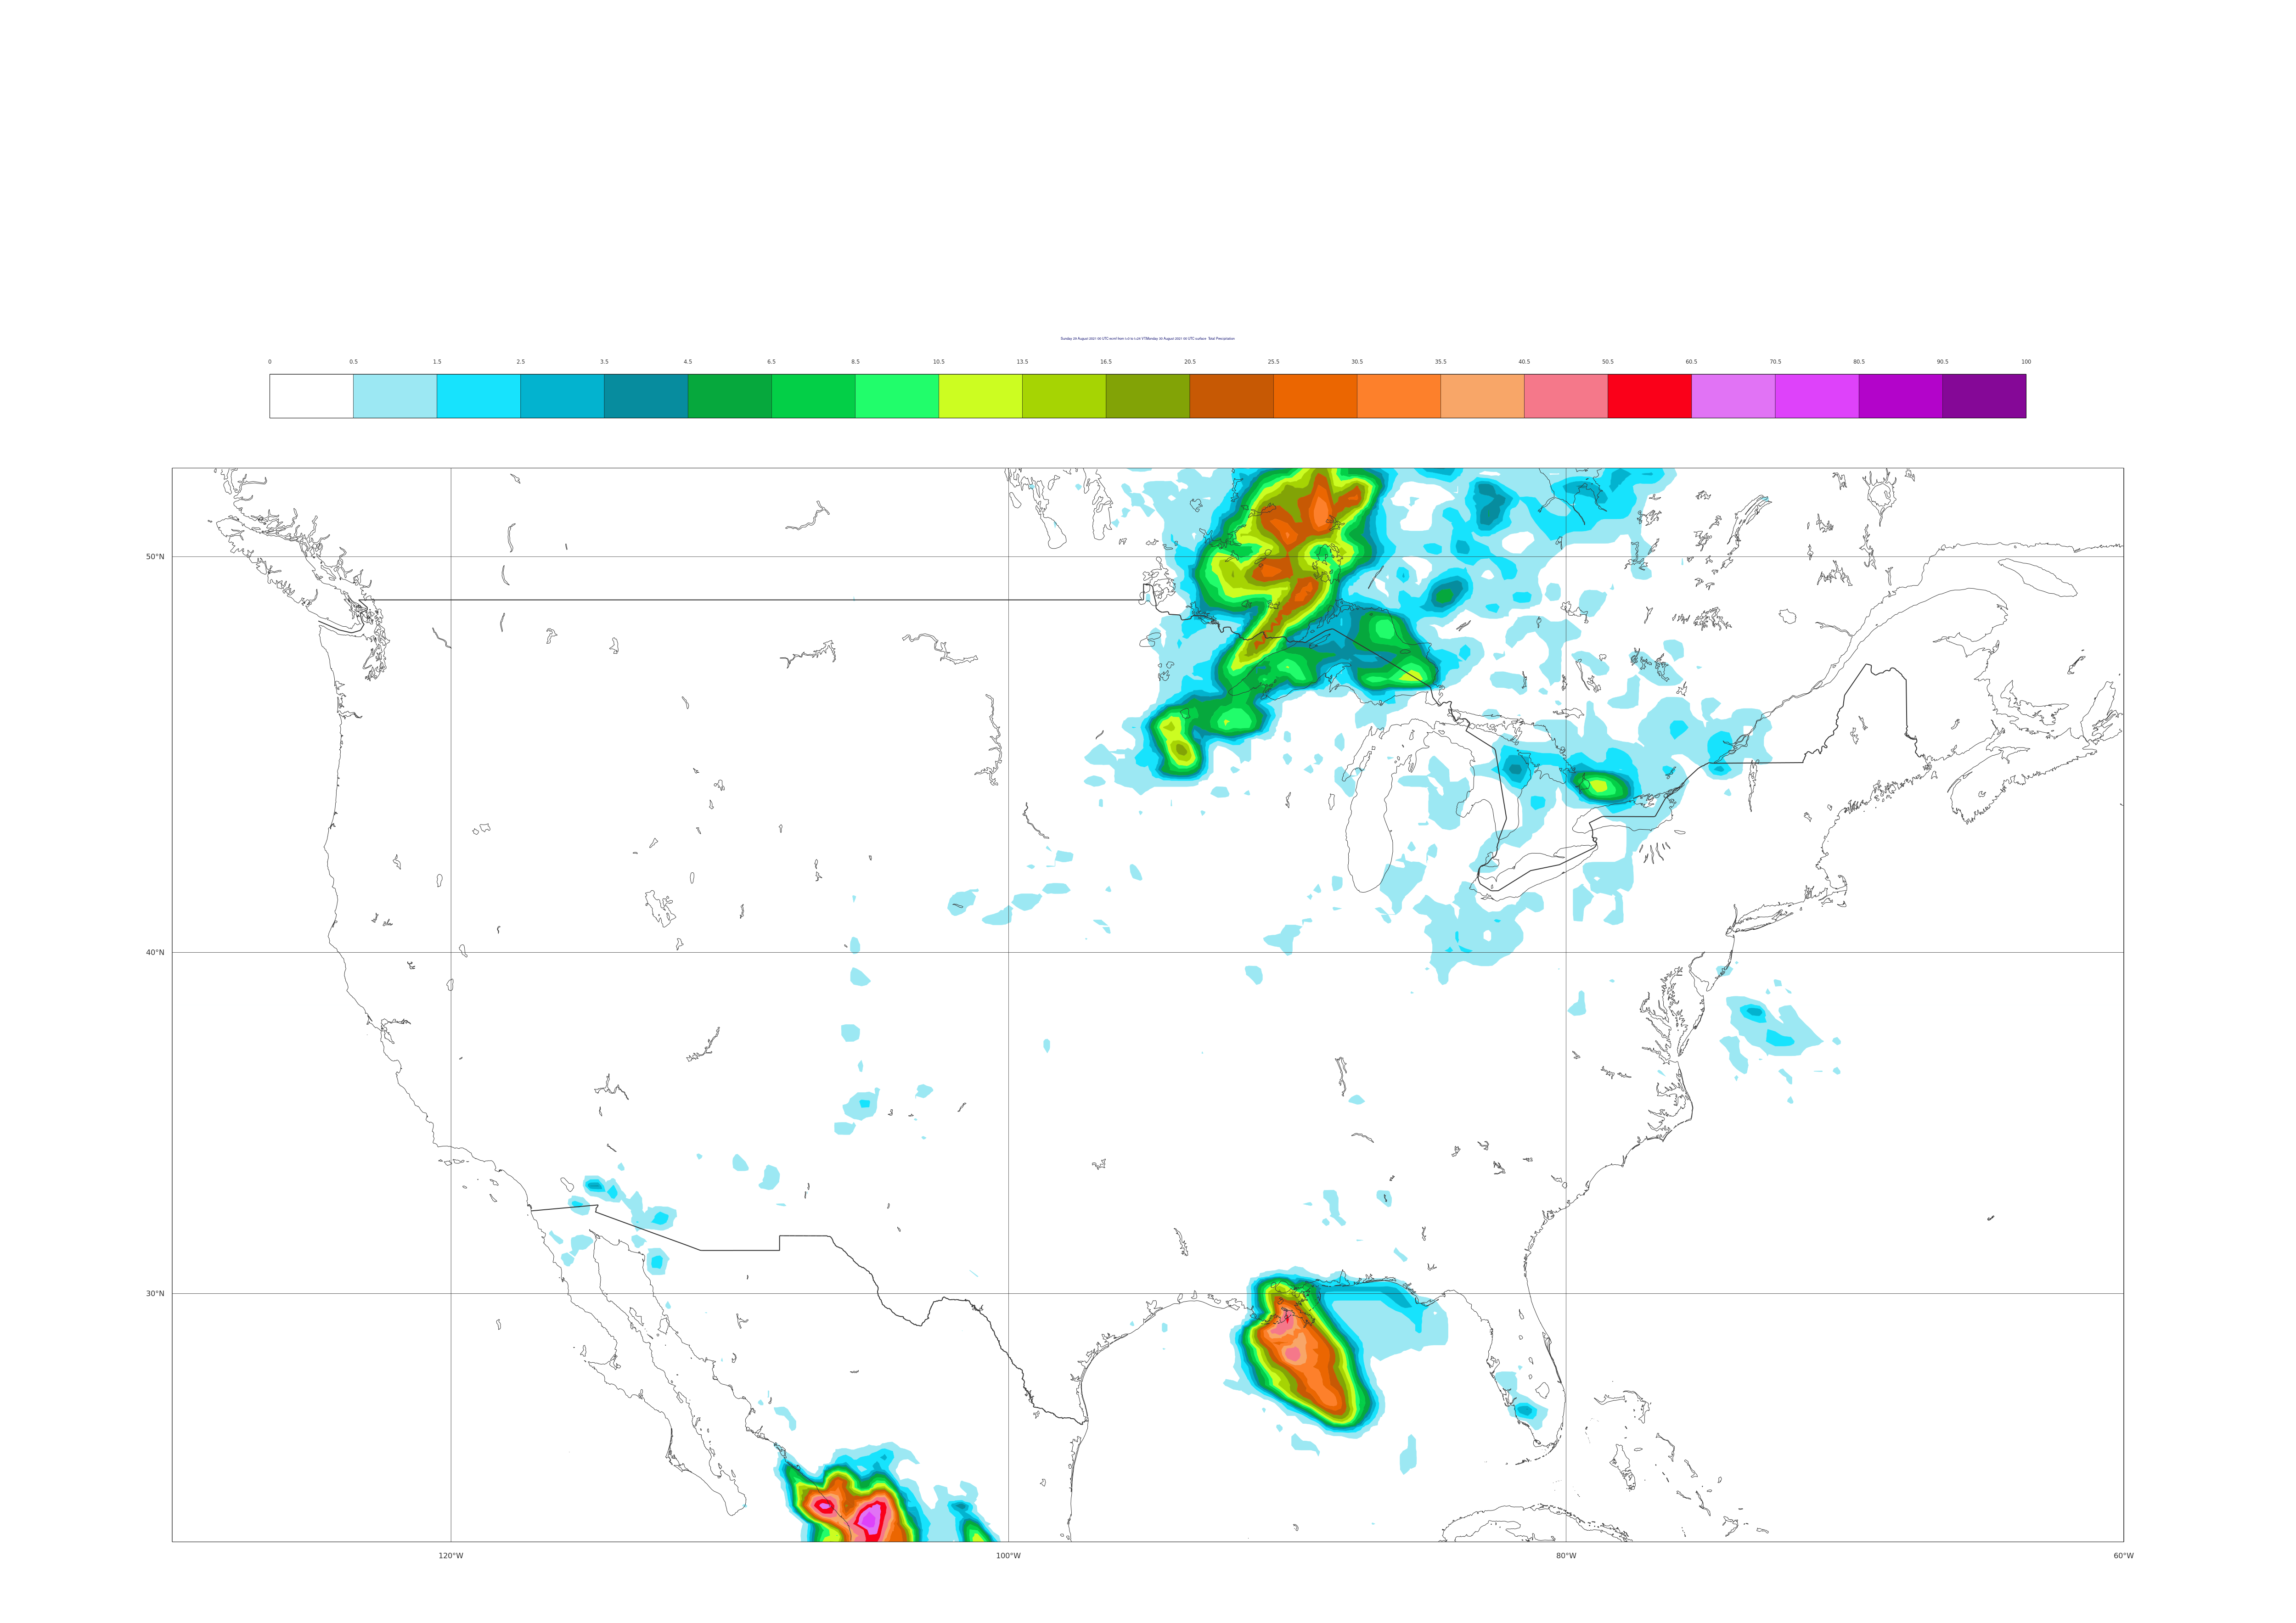 Sunday 29 August 2021 00 UTC ecmf t+0 VT:Monday 30 August 2021 00 UTC surface Total Precipitation
0 0.5 1.5 2.5 3.5 4.5 6.5 8.5 10.5 13.5 16.5 20.5 25.5 30.5 35.5 40.5 50.5 60.5 70.5 80.5 90.5 100
50°N
40°N
30°N
120°W 100°W 80°W 60°W